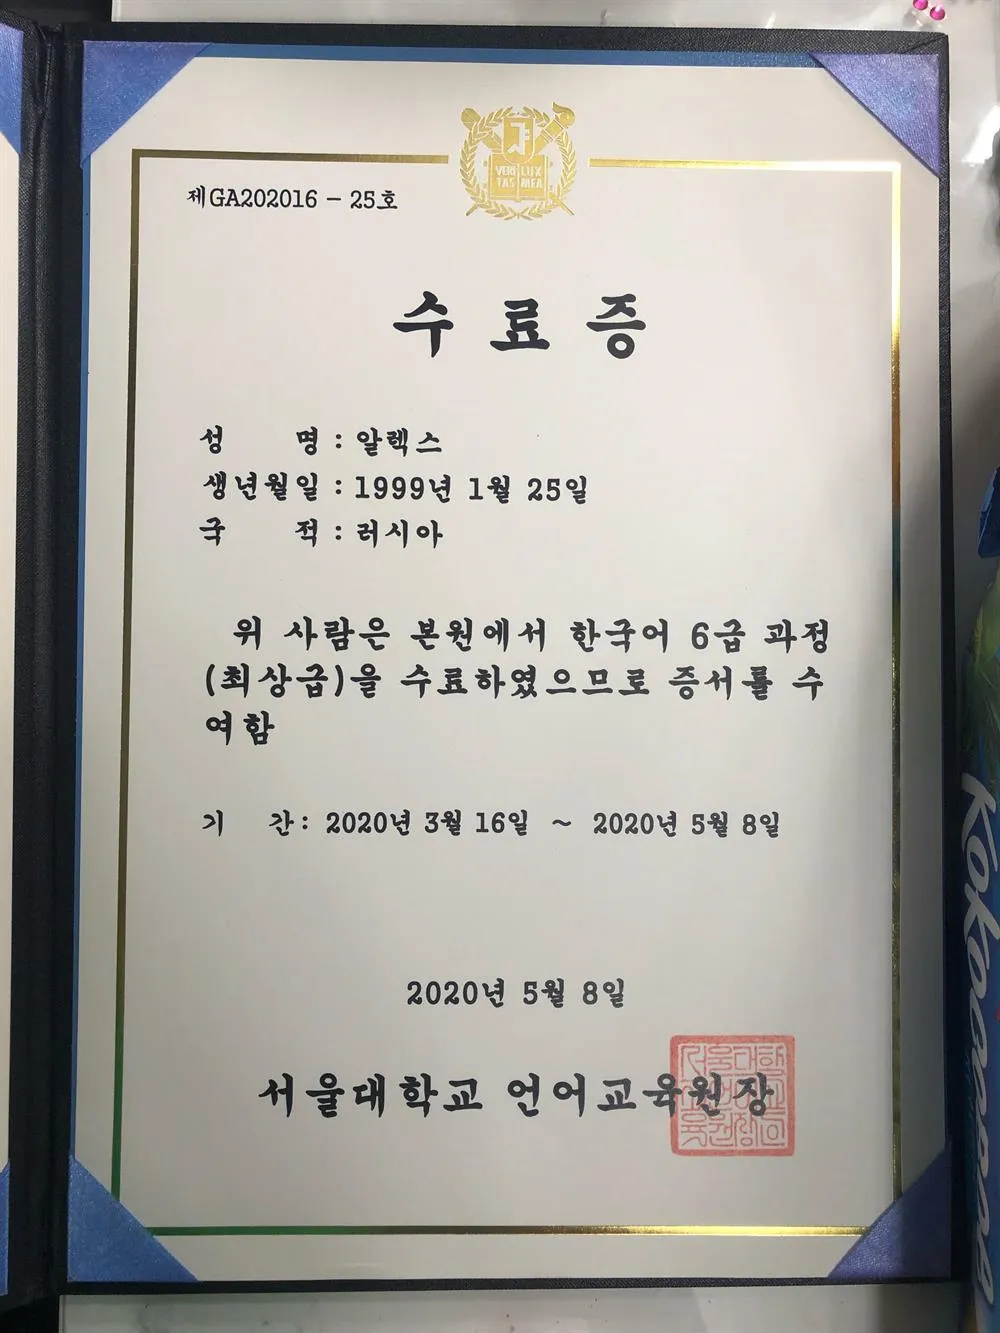 VERI LUX
TAS MEA
제GA202016 - 25호
수료증
성 명 : 알렉스
생년월일 : 1999년 1월 25일
국 적 : 러시아
위 사람은 본원에서 한국어 6급 과정
(최상급)을 수료하였으므로 증서를 수
여함
기 간 : 2020년 3월 16일 ~ 2020년 5월 8일
2020년 5월 8일
서울대학교 언어교육원장